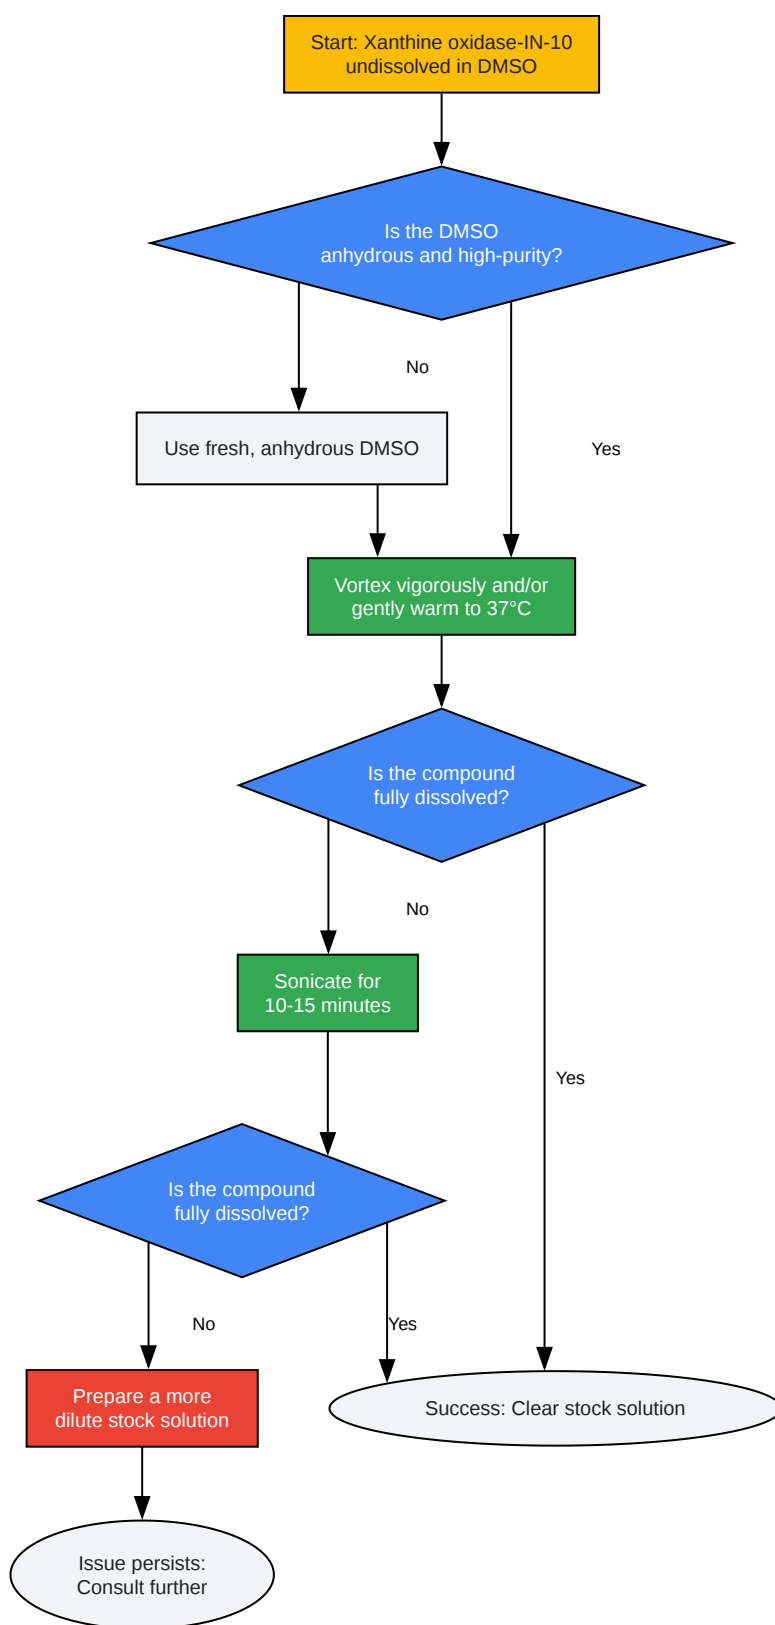 Start: Xanthine oxidase-IN-10
undissolved in DMSO
Is the DMSO
anhydrous and high-purity?
No
Use fresh, anhydrous DMSO
Yes
Vortex vigorously and/or
gently warm to 37°C
Is the compound
fully dissolved?
No
Sonicate for
10-15 minutes
Yes
Is the compound
fully dissolved?
No
Yes
Prepare a more
dilute stock solution
Success: Clear stock solution
Issue persists:
Consult further